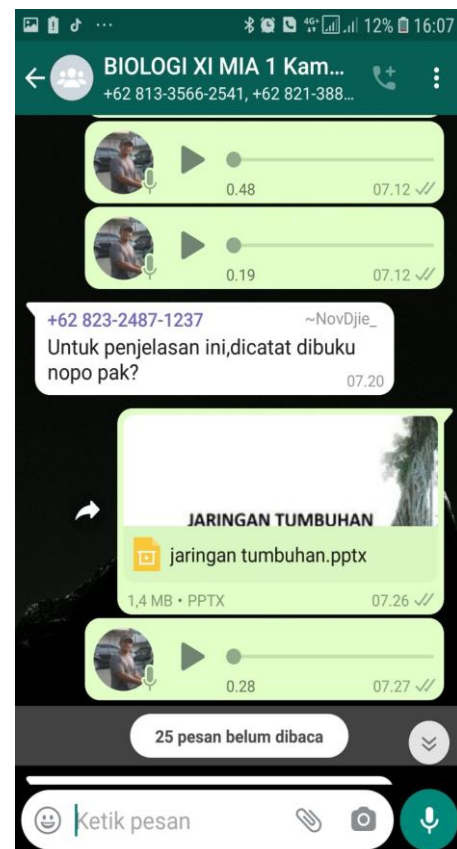 12% 16:07
BIOLOGI XI MIA 1 Kam...
+62 813-3566-2541, +62 821-388...
0.48 07.12
0.19 07.12
+62 823-2487-1237 ~NovDjie_
Untuk penjelasan ini,dicatat dibuku
nopo pak?
07.20
JARINGAN TUMBUHAN
jaringan tumbuhan.pptx
1,4 MB • PPTX 07.26
0.28 07.27
25 pesan belum dibaca
Ketik pesan